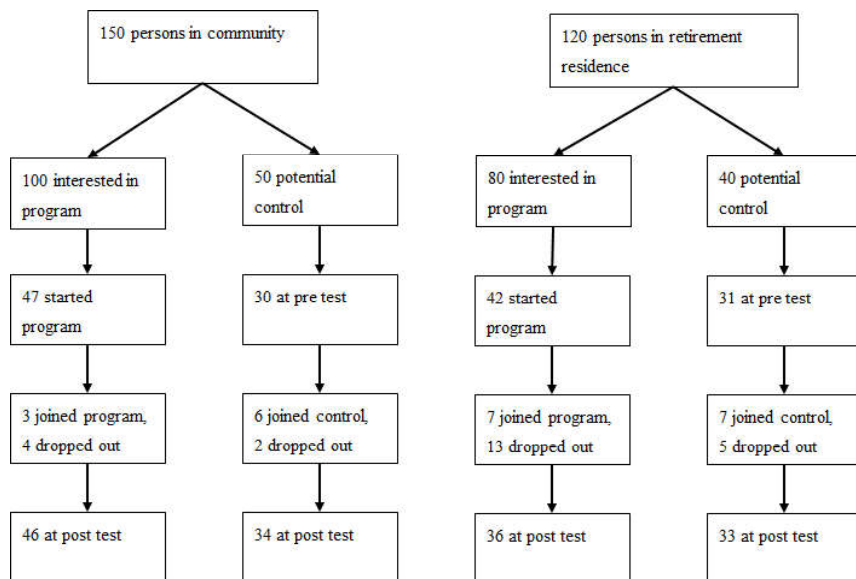 150 persons in community
120 persons in retirement
residence
100 interested in
program
50 potential
control
80 interested in
program
40 potential
control
47 started
program
30 at pre test
42 started
program
31 at pre test
3 joined program,
4 dropped out
6 joined control,
2 dropped out
7 joined program,
13 dropped out
7 joined control,
5 dropped out
46 at post test
34 at post test
36 at post test
33 at post test